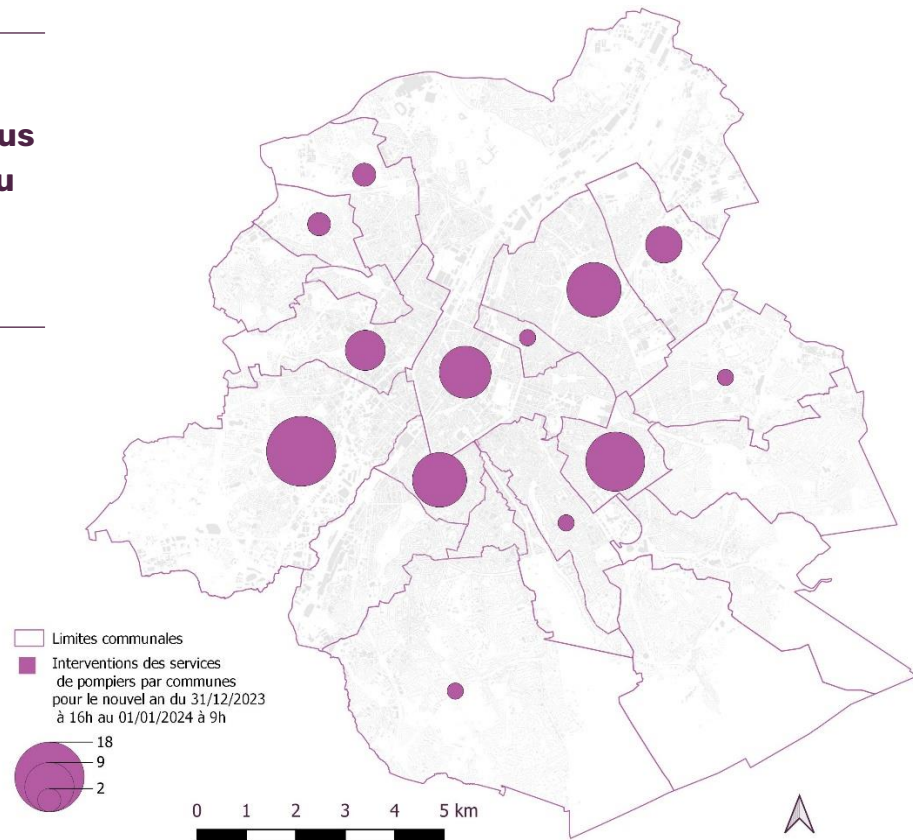 us
u
Limites communales
Interventions des services
de pompiers par communes
pour le nouvel an du 31/12/2023
à 16h au 01/01/2024 à 9h
18
9
2
0 1 2 3 4 5 km